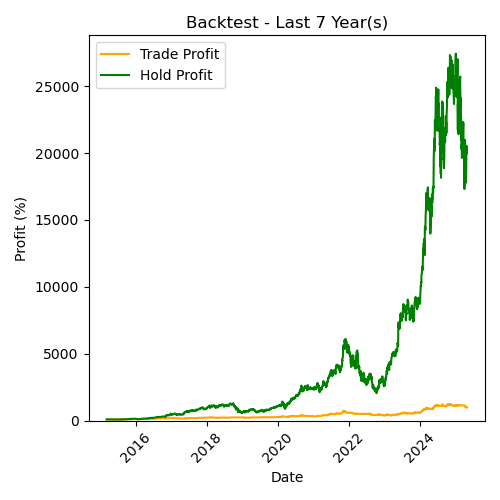 Backtest - Last 7 Year(s)
Trade Profit
Hold Profit
Profit (%)
25000
20000
15000
10000
5000
0
2016
2018
2020
2022
2024
Date